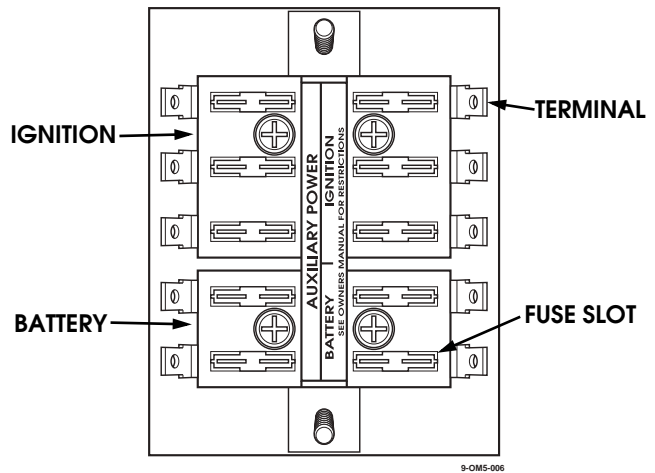 IGNITION
TERMINAL
AUXILIARY POWER
BATTERY | IGNITION
SEE OWNERS MANUAL FOR RESTRICTIONS
BATTERY
FUSE SLOT
9-OM5-006